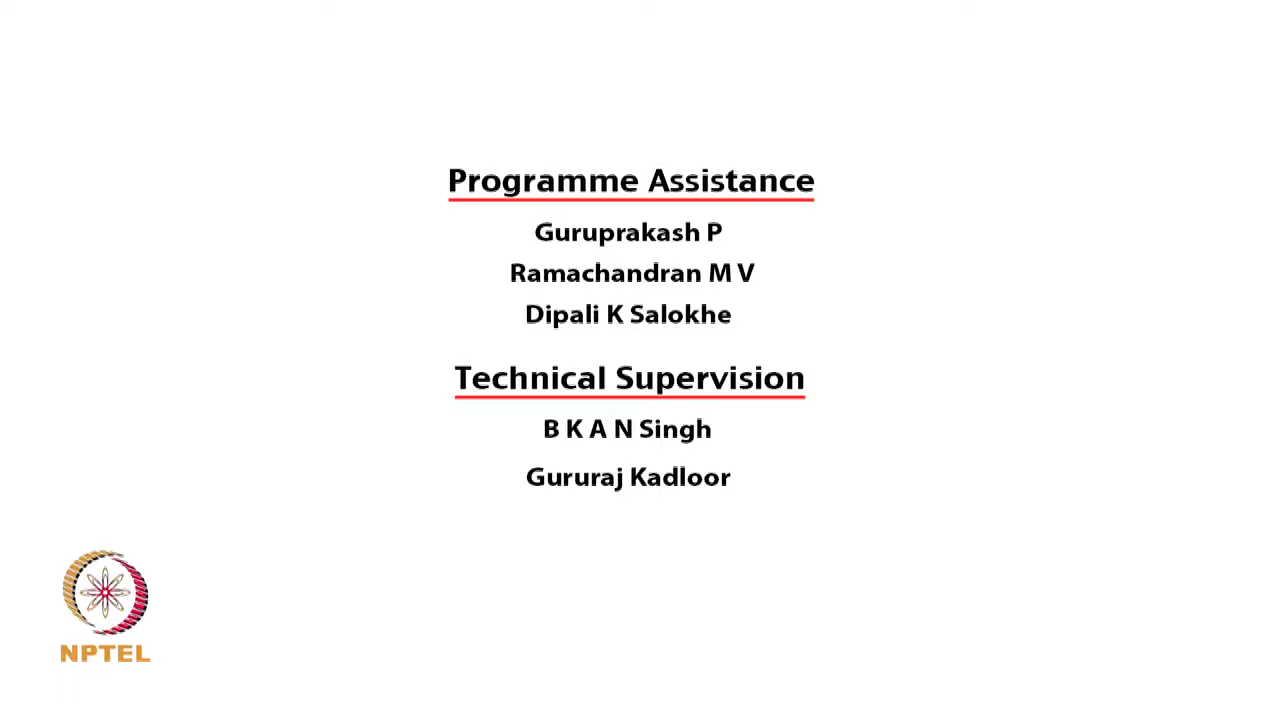 Programme Assistance
Guruprakash P
Ramachandran M V
Dipali K Salokhe
Technical Supervision
B K A N Singh
Gururaj Kadloor
NPTEL